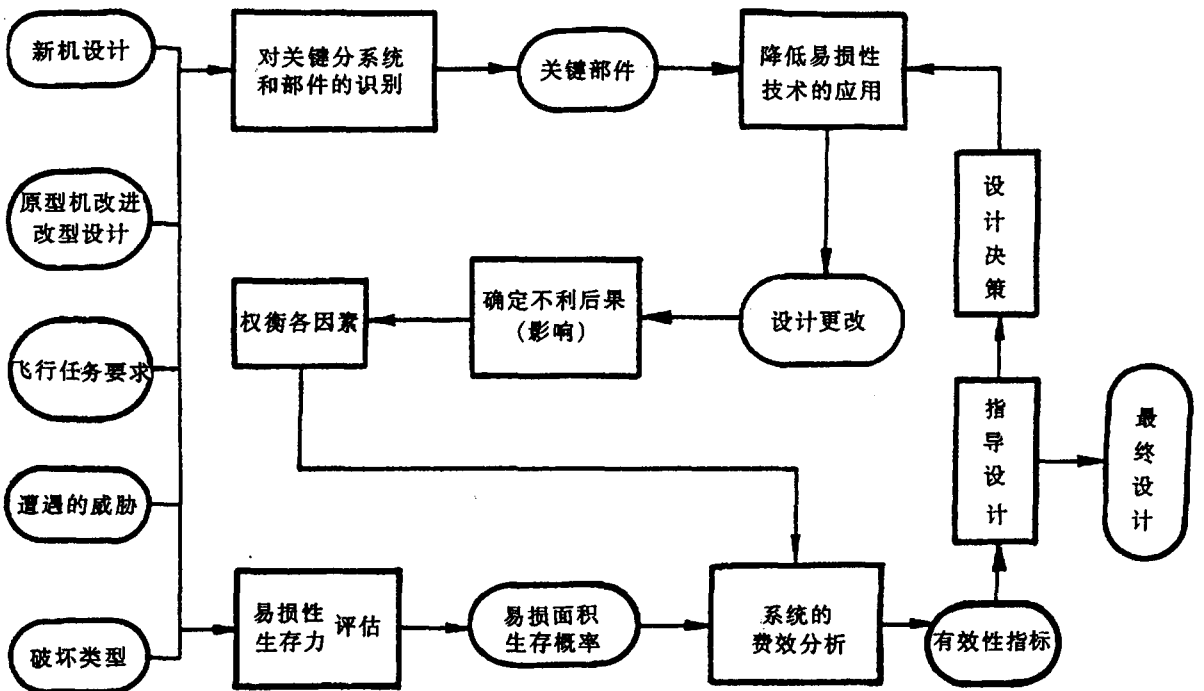 新机设计
对关键分系统
和部件的识别
关键部件
降低易损性
技术的应用
原型机改进
改型设计
设计决策
权衡各因素
确定不利后果
(影响)
设计更改
飞行任务要求
指导设计
最终设计
遭遇的威胁
易损性
生存力
评估
易损面积
生存概率
系统的
费效分析
有效性指标
破坏类型